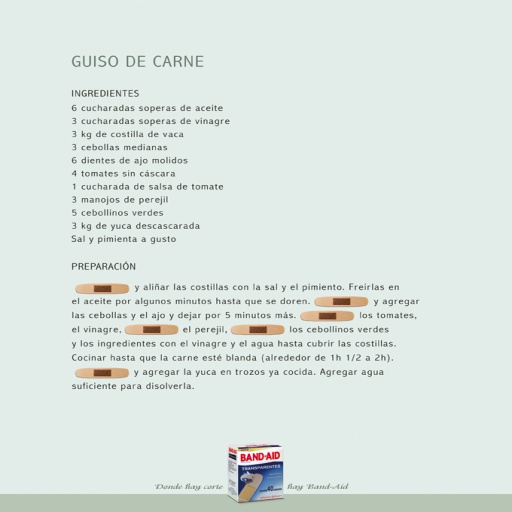 GUISO DE CARNE
INGREDIENTES
6 cucharadas soperas de aceite
3 cucharadas soperas de vinagre
3 kg de costilla de vaca
3 cebollas medianas
6 dientes de ajo molidos
4 tomates sin cáscara
1 cucharada de salsa de tomate
3 manojos de perejil
5 cebollinos verdes
3 kg de yuca descascarada
Sal y pimienta a gusto
PREPARACIÓN
y aliñar las costillas con la sal y el pimiento. Freirlas en
el aceite por algunos minutos hasta que se doren. y agregar
las cebollas y el ajo y dejar por 5 minutos más. los tomates,
el vinagre, el perejil, los cebollinos verdes
y los ingredientes con el vinagre y el agua hasta cubrir las costillas.
Cocinar hasta que la carne esté blanda (alrededor de 1h 1/2 a 2h).
y agregar la yuca en trozos ya cocida. Agregar agua
suficiente para disolverla.
BAND-AID
TRANSPARENTES
40
Donde hay corte hay Band-Aid